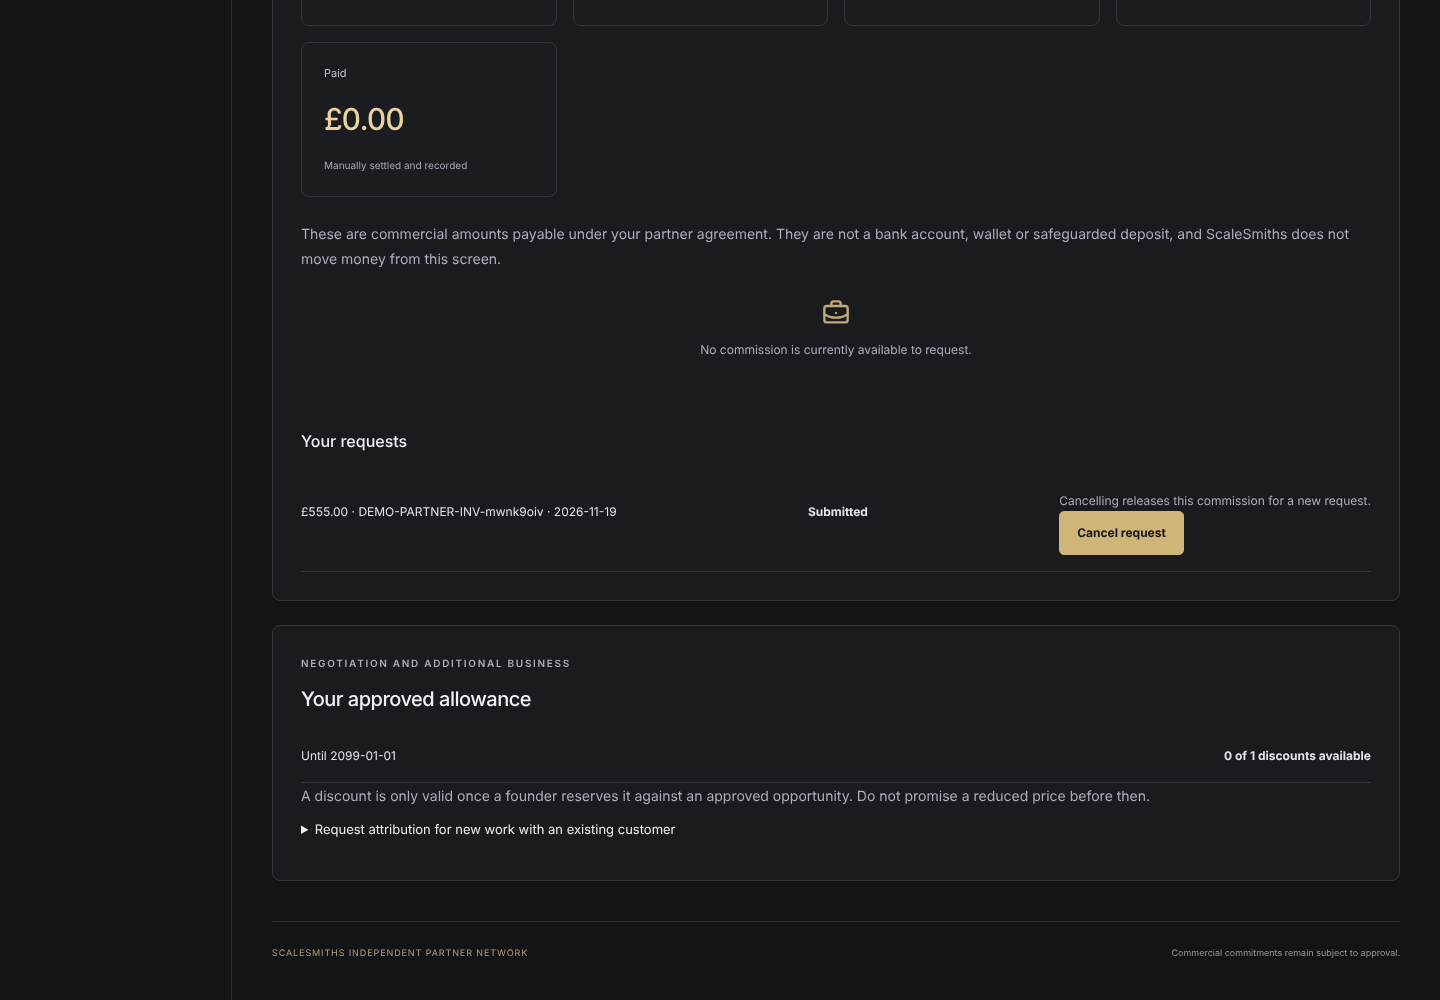 Paid
£0.00
Manually settled and recorded
These are commercial amounts payable under your partner agreement. They are not a bank account, wallet or safeguarded deposit, and ScaleSmiths does not
move money from this screen.
No commission is currently available to request.
Your requests
£555.00 · DEMO-PARTNER-INV-mwnk9oiv · 2026-11-19
Submitted
Cancelling releases this commission for a new request.
Cancel request
NEGOTIATION AND ADDITIONAL BUSINESS
Your approved allowance
Until 2099-01-01
0 of 1 discounts available
A discount is only valid once a founder reserves it against an approved opportunity. Do not promise a reduced price before then.
Request attribution for new work with an existing customer
SCALESMITHS INDEPENDENT PARTNER NETWORK
Commercial commitments remain subject to approval.